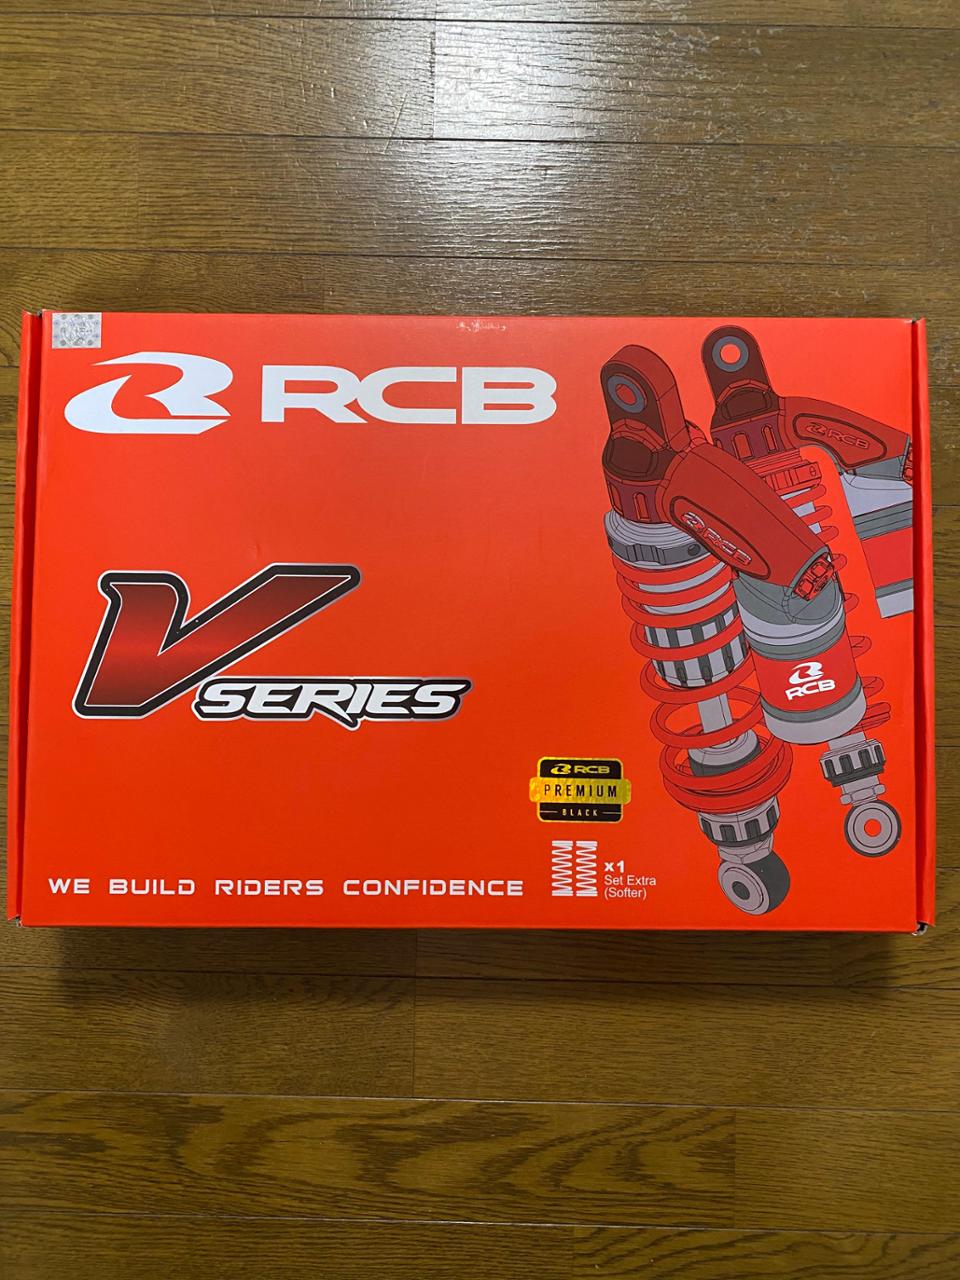 RCB
RCB
RCB
V
SERIES
RCB
RCB
PREMIUM
BLACK
WE BUILD RIDERS CONFIDENCE
x1
Set Extra
(Softer)